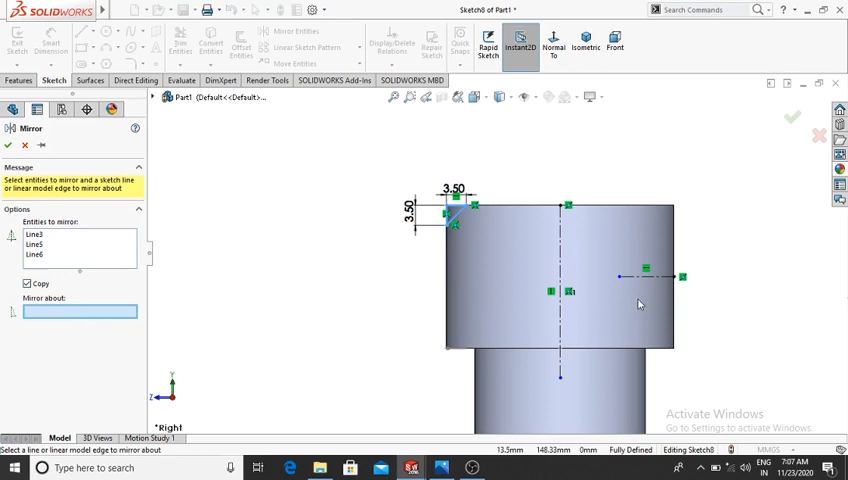 SOLIDWORKS
Sketch8 of Part1 *
Search Commands
Exit Sketch
Smart Dimension
Trim Entities
Convert Entities
Offset Entities
Mirror Entities
Linear Sketch Pattern
Move Entities
Display/Delete Relations
Repair Sketch
Quick Snaps
Rapid Sketch
Instant2D
Normal To
Isometric
Front
Features
Sketch
Surfaces
Direct Editing
Evaluate
DimXpert
Render Tools
SOLIDWORKS Add-Ins
SOLIDWORKS MBD
Part1 (Default<<Default>...
Mirror
Message
Select entities to mirror and a sketch line
or linear model edge to mirror about
Options
Entities to mirror:
Line3
Line5
Line6
Copy
Mirror about:
3.50
3.50
Y
Z
*Right
Activate Windows
Go to Settings to activate Windows.
Model
3D Views
Motion Study 1
Select a line or linear model edge to mirror about
13.5mm
148.33mm
0mm
Fully Defined
Editing Sketch8
MMGS
Type here to search
ENG
IN
7:07 AM
11/23/2020